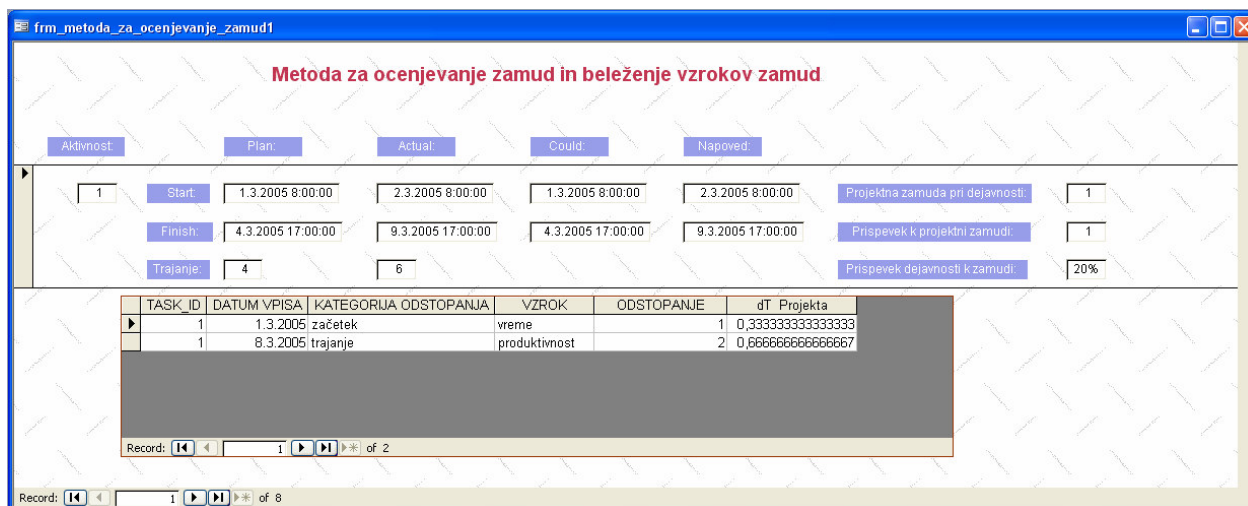 frm_metoda_za_ocenjevanje_zamud1
Metoda za ocenjevanje zamud in beleženje vzrokov zamud
Aktivnost: Plan: Actual: Could: Napoved:
1 Start: 1.3.2005 8:00:00 2.3.2005 8:00:00 1.3.2005 8:00:00 2.3.2005 8:00:00 Projektna zamuda pri dejavnosti: 1
Finish: 4.3.2005 17:00:00 9.3.2005 17:00:00 4.3.2005 17:00:00 9.3.2005 17:00:00 Prispevek k projektni zamudi: 1
Trajanje: 4 6 Prispevek dejavnosti k zamudi: 20%
TASK_ID DATUM VPISA KATEGORIJA ODSTOPANJA VZROK ODSTOPANJE dT Projekta
1 1.3.2005 začetek vreme 1 0,333333333333333
1 8.3.2005 trajanje produktivnost 2 0,666666666666667
Record: 1 of 2
Record: 1 of 8